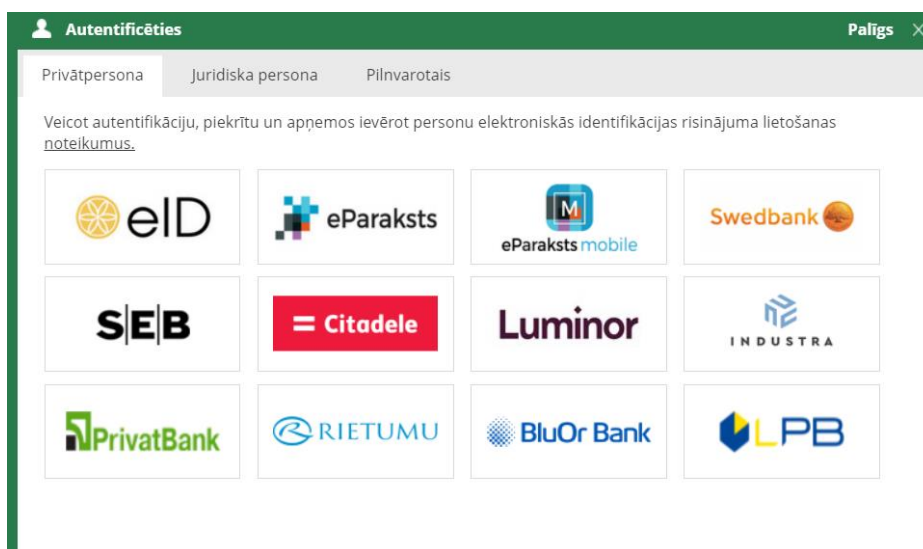 Autentificēties Palīgs
Privātpersona Juridiska persona Pilnvarotais
Veicot autentifikāciju, piekrītu un apņemos ievērot personu elektroniskās identifikācijas risinājuma lietošanas
noteikumus.
eID eParaksts M Swedbank
eParaksts mobile
S|E|B Citadele Luminor INDUSTRA
PrivatBank RIETUMU BluOr Bank LPB